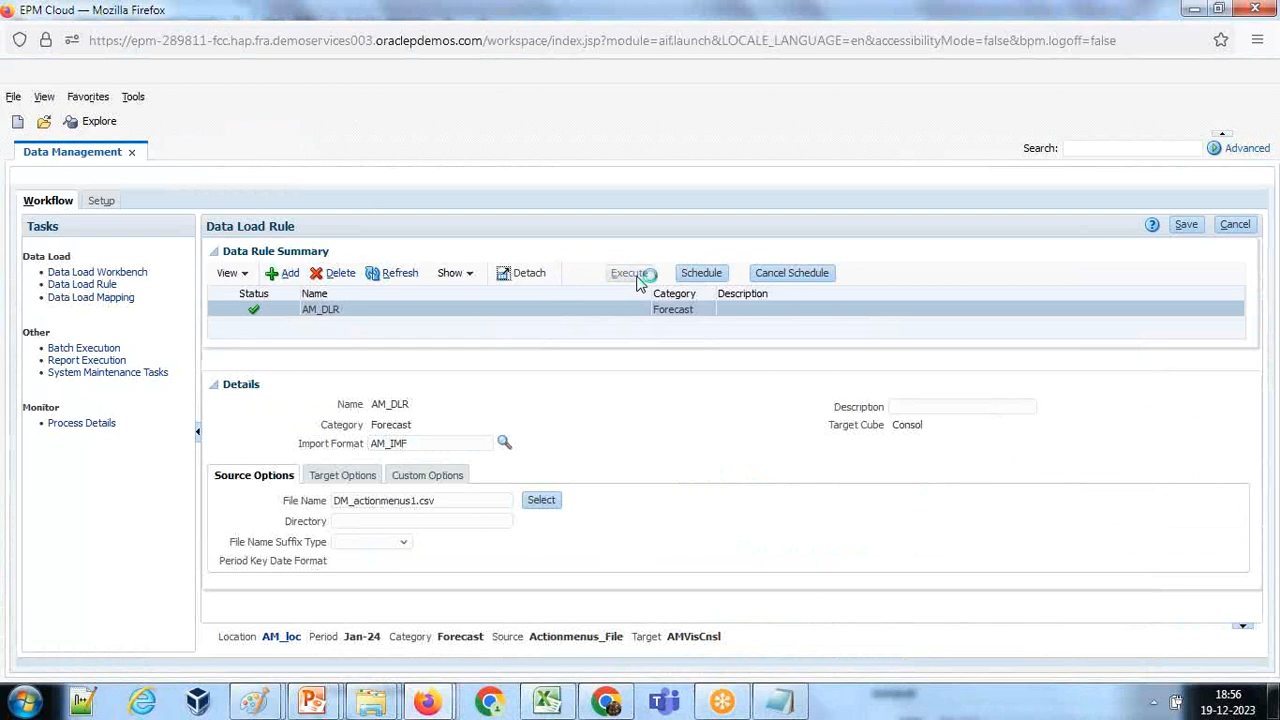 EPM Cloud — Mozilla Firefox
https://epm-289811-fcc.hap.fra.demoservices003.oraclepdemos.com/workspace/index.jsp?module=aif.launch&LOCALE_LANGUAGE=en&accessibilityMode=false&bpm.logoff=false
File View Favorites Tools
Explore
Data Management × Search: Advanced
Workflow Setup
Tasks
Data Load
Data Load Workbench
Data Load Rule
Data Load Mapping
Other
Batch Execution
Report Execution
System Maintenance Tasks
Monitor
Process Details
Data Load Rule Save Cancel
Data Rule Summary
View Add Delete Refresh Show Detach Execute Schedule Cancel Schedule
Status Name Category Description
AM_DLR Forecast
Details
Name AM_DLR
Description
Category Forecast
Target Cube Consol
Import Format AM_IMF
Source Options Target Options Custom Options
File Name DM_actionmenus1.csv Select
Directory
File Name Suffix Type
Period Key Date Format
Location AM_loc Period Jan-24 Category Forecast Source Actionmenus_File Target AMVisCnsl
18:56
19-12-2023